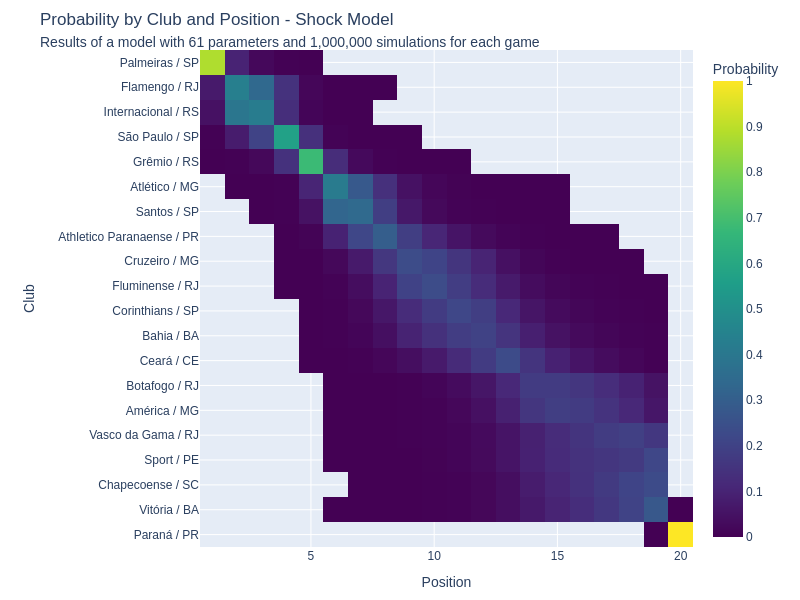 Probability by Club and Position - Shock Model
Results of a model with 61 parameters and 1,000,000 simulations for each game
Probability
Palmeiras / SP
Flamengo / RJ
Internacional / RS
São Paulo / SP
Grêmio / RS
Atlético / MG
Santos / SP
Athletico Paranaense / PR
Cruzeiro / MG
Fluminense / RJ
Corinthians / SP
Bahia / BA
Ceará / CE
Botafogo / RJ
América / MG
Vasco da Gama / RJ
Sport / PE
Chapecoense / SC
Vitória / BA
Paraná / PR
Club
5
10
15
20
Position
1
0.9
0.8
0.7
0.6
0.5
0.4
0.3
0.2
0.1
0